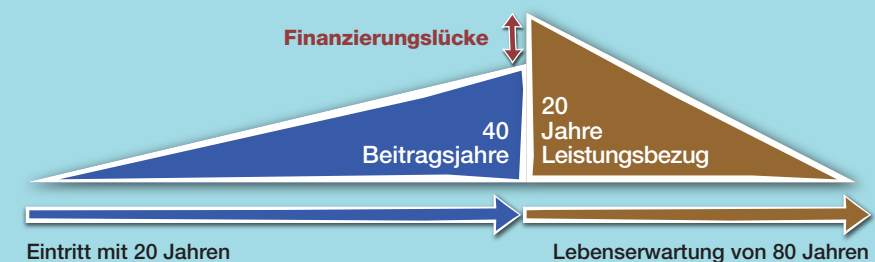 Finanzierungslücke
40
Beitragsjahre
20
Jahre
Leistungsbezug
Eintritt mit 20 Jahren
Lebenserwartung von 80 Jahren